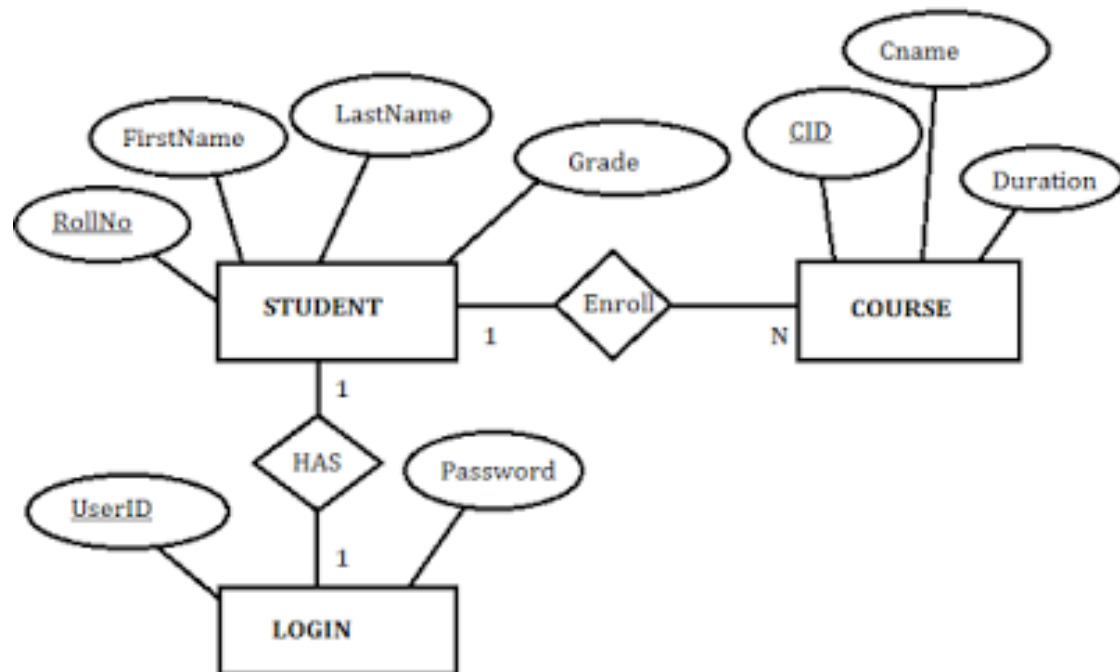 Cname
LastName
CID
FirstName
Grade
Duration
RollNo
STUDENT
Enroll
COURSE
1
N
1
HAS
Password
UserID
1
LOGIN